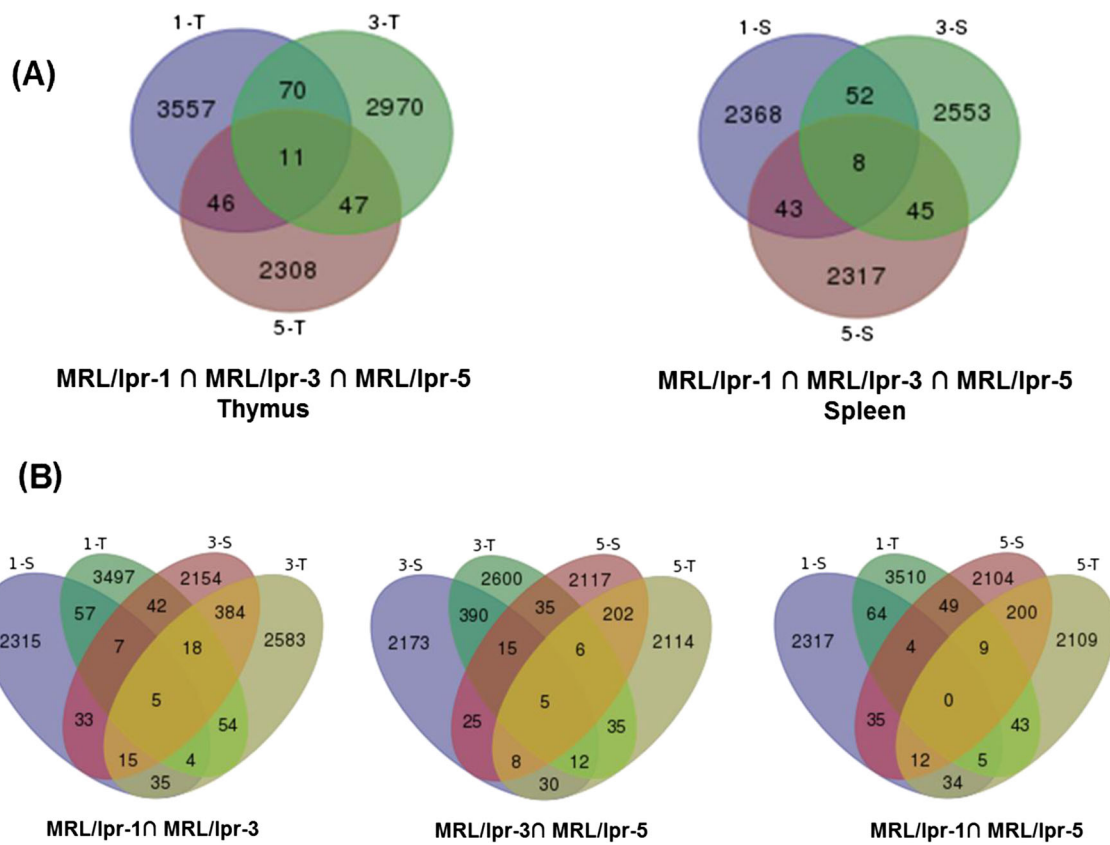 (A)
1-T 3-T
3557 70 2970
11
46 47
2308
5-T
MRL/lpr-1 ∩ MRL/lpr-3 ∩ MRL/lpr-5
Thymus
1-S 3-S
2368 52 2553
8
43 45
2317
5-S
MRL/lpr-1 ∩ MRL/lpr-3 ∩ MRL/lpr-5
Spleen
(B)
1-S 1-T 3-S 3-T
3497 2154
57 42 384
2315 7 18 2583
5
33 54
15 4
35
MRL/lpr-1∩ MRL/lpr-3
3-S 3-T 5-S 5-T
2600 2117
390 35 202
2173 15 6 2114
5
25 35
8 12
30
MRL/lpr-3∩ MRL/lpr-5
1-S 1-T 5-S 5-T
3510 2104
64 49 200
2317 4 9 2109
0
35 43
12 5
34
MRL/lpr-1∩ MRL/lpr-5